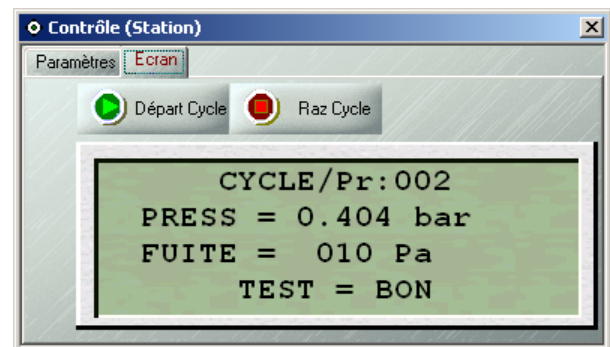 Contrôle (Station)
Paramètres Ecran
Départ Cycle Raz Cycle
CYCLE/Pr:002
PRESS = 0.404 bar
FUITE = 010 Pa
TEST = BON